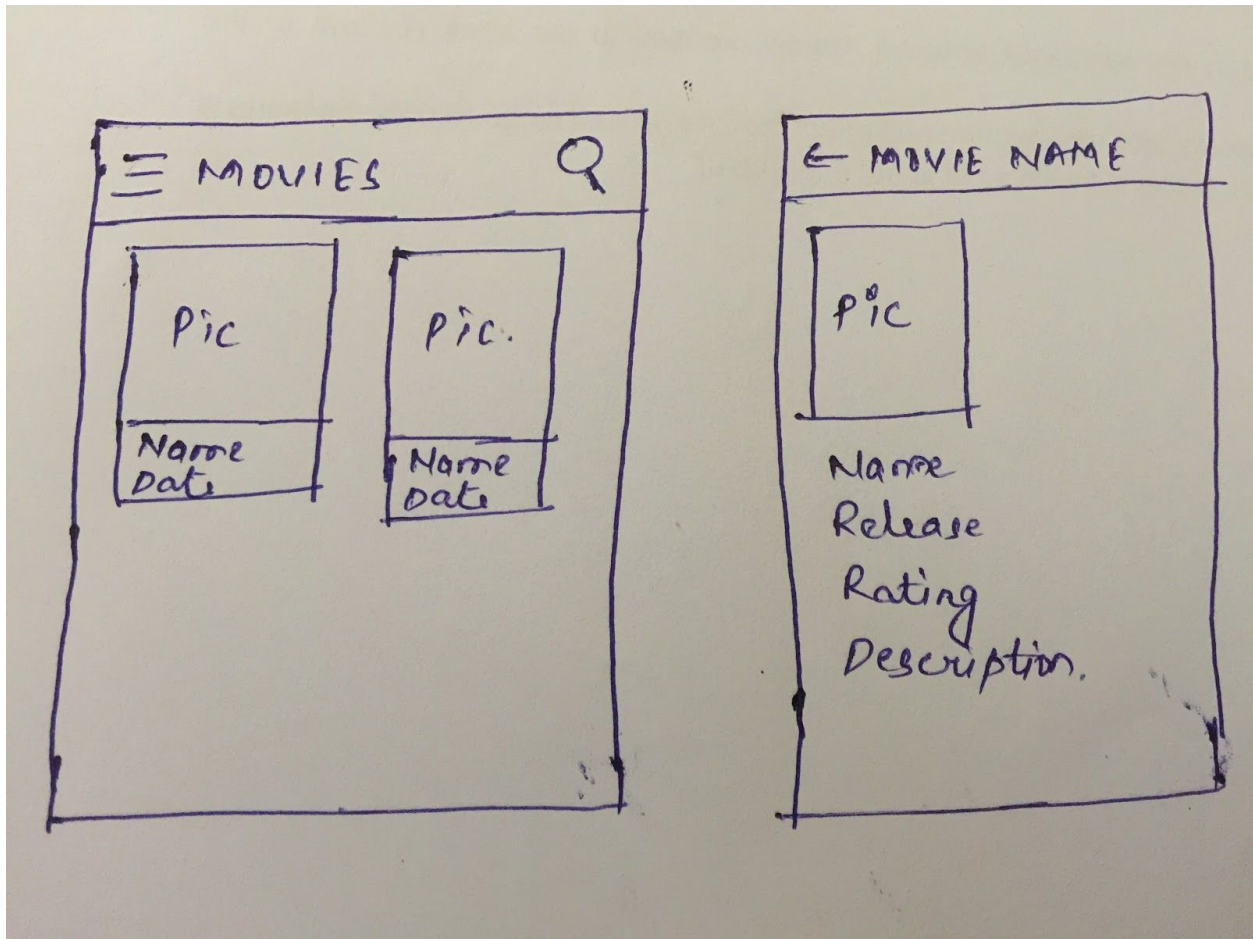 MOVIES
Pic
Pic.
Name
Date
Name
Date
MOVIE NAME
Pic
Name
Release
Rating
Description.